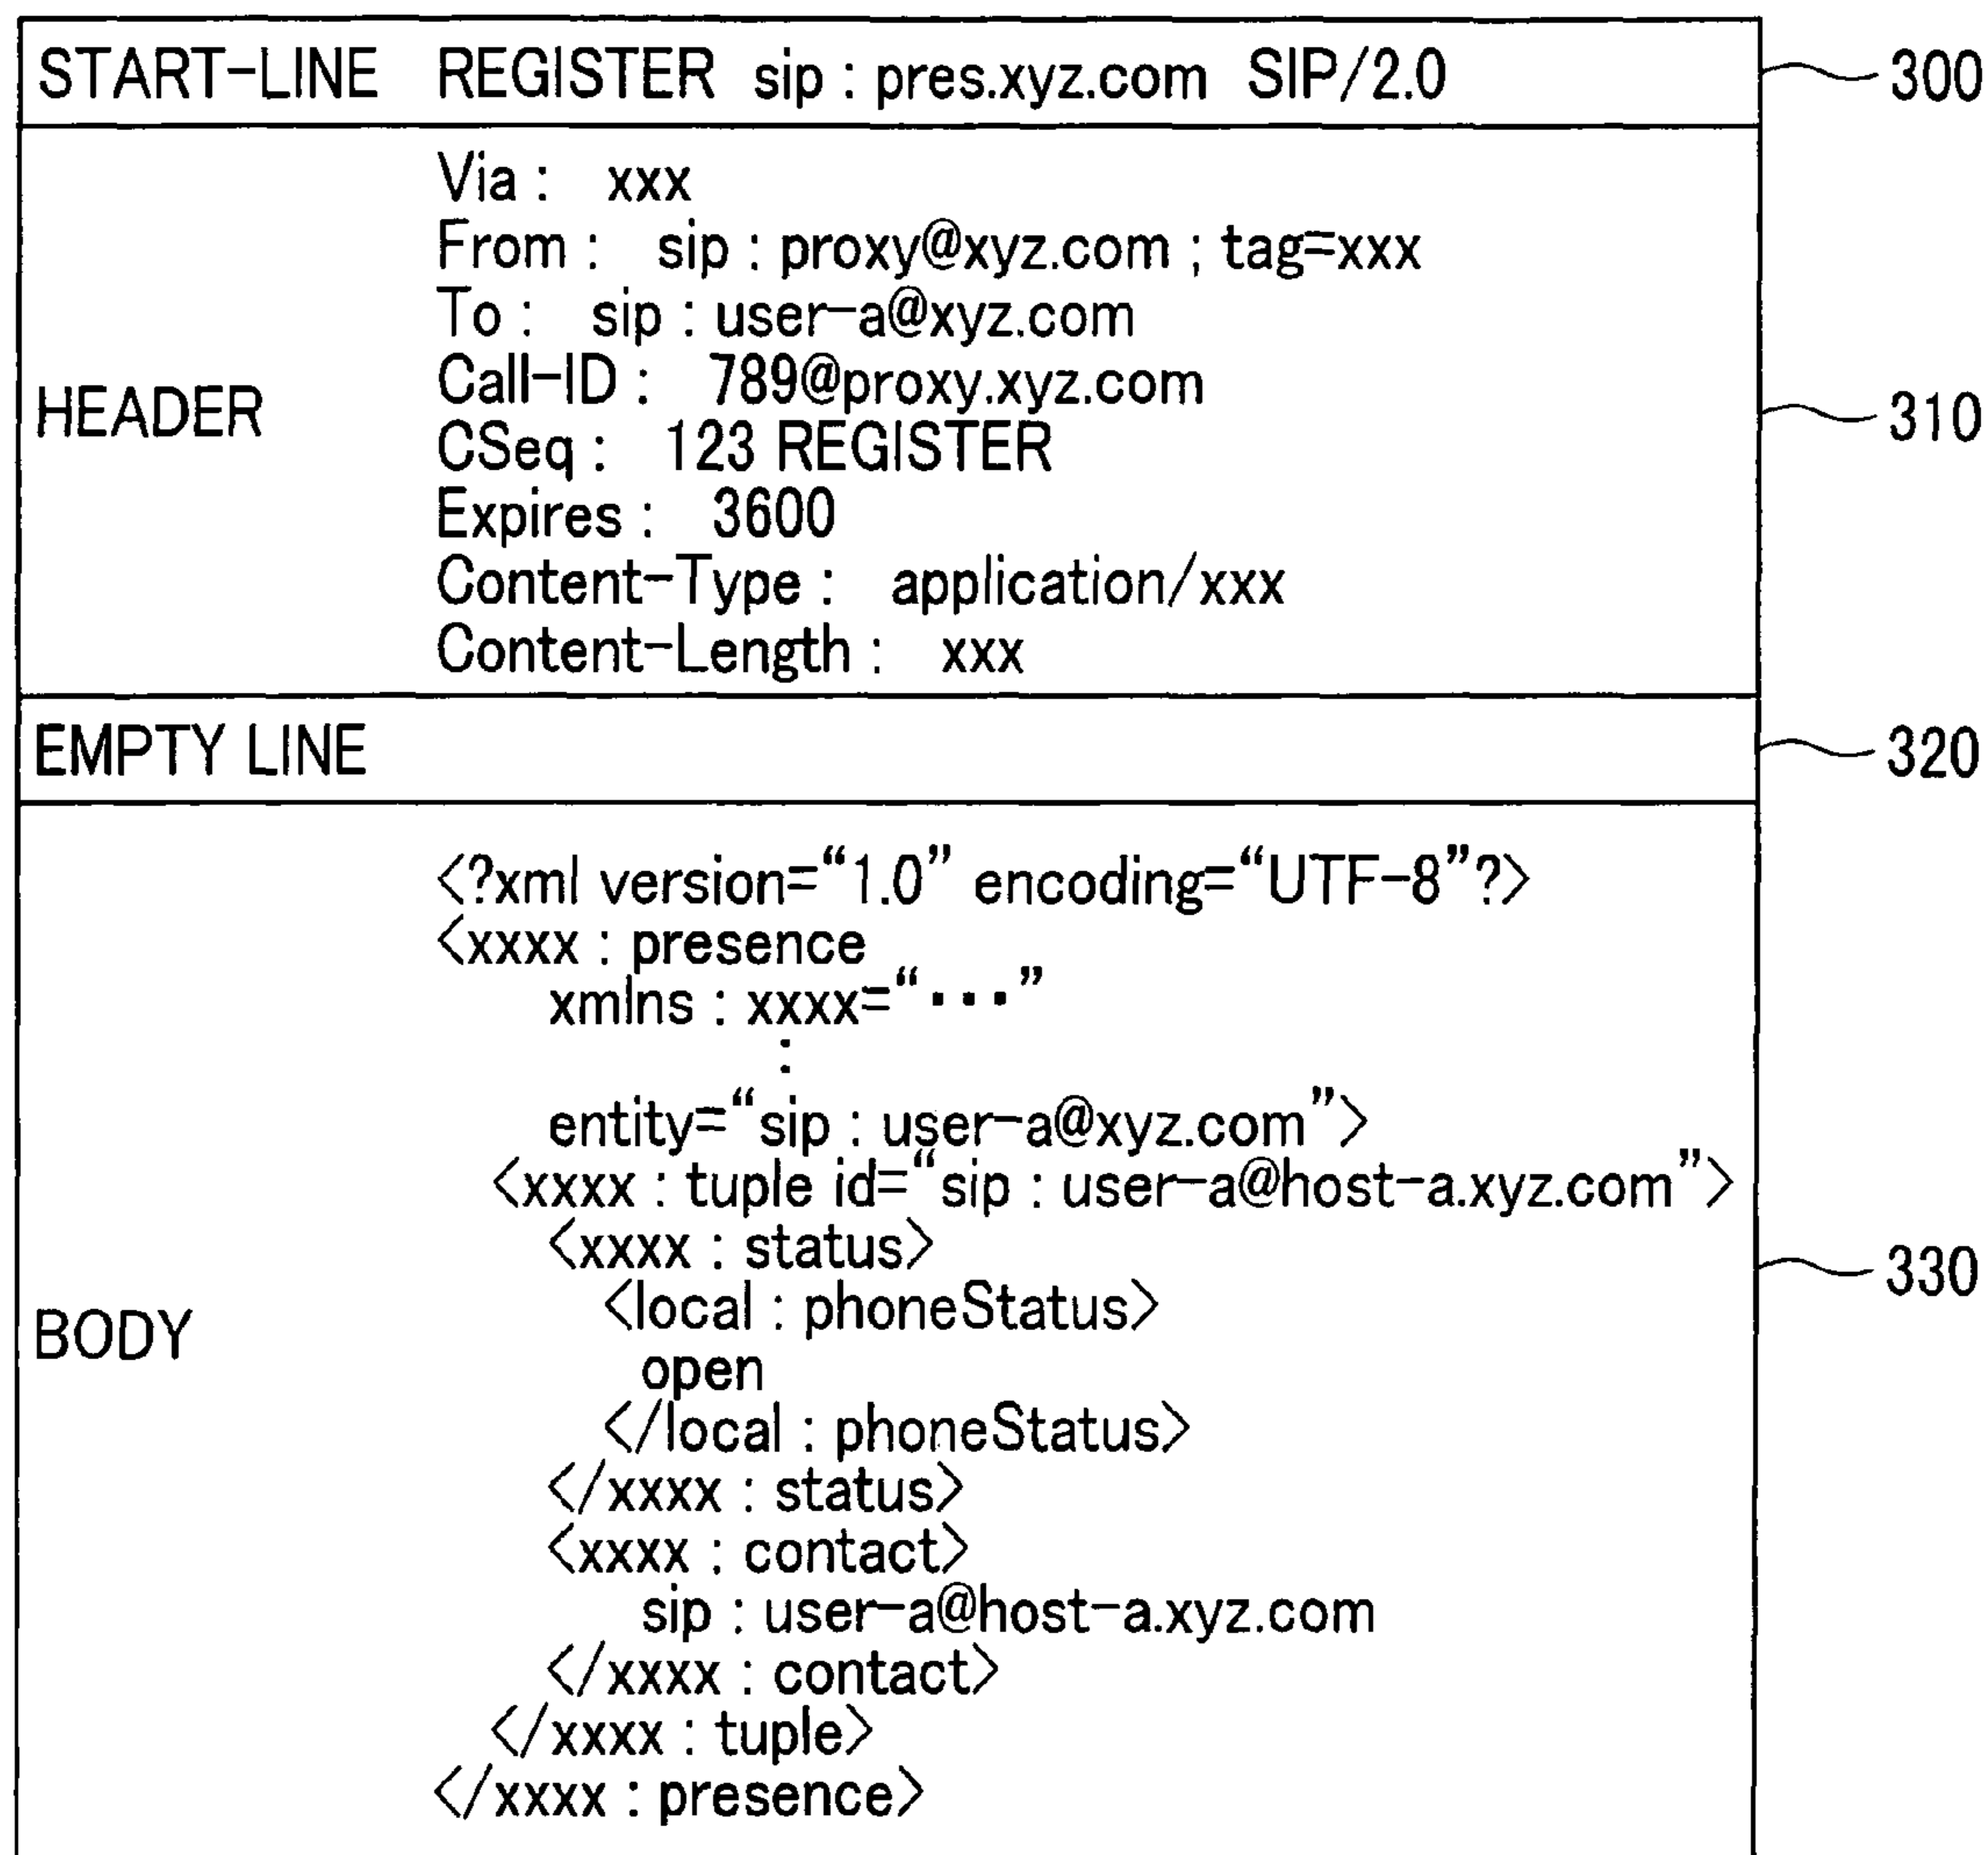 START-LINE REGISTER sip : pres.xyz.com SIP/2.0 300
Via : xxx
From : sip : proxy@xyz.com ; tag=xxx
To : sip : user-a@xyz.com
Call-ID : 789@proxy.xyz.com
HEADER 310
CSeq : 123 REGISTER
Expires : 3600
Content-Type : application/xxx
Content-Length : xxx
EMPTY LINE 320
<?xml version=“1.0” encoding=“UTF-8”?>
<xxxx : presence
xmlns : xxxx=“･･･”
:
entity=“sip : user-a@xyz.com”>
<xxxx : tuple id=“sip : user-a@host-a.xyz.com”>
<xxxx : status>
330
<local : phoneStatus>
BODY
open
</local : phoneStatus>
</xxxx : status>
<xxxx : contact>
sip : user-a@host-a.xyz.com
</xxxx : contact>
</xxxx : tuple>
</xxxx : presence>